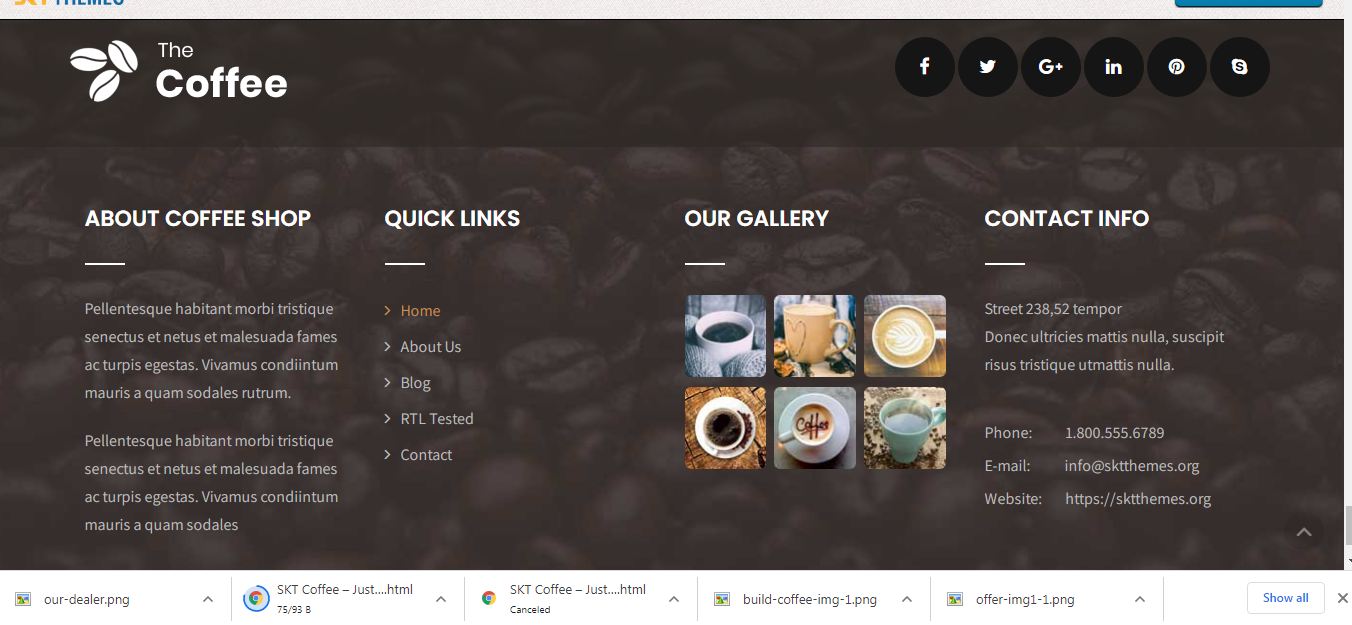 SKT THEMES
The
Coffee
f G+ in
ABOUT COFFEE SHOP
Pellentesque habitant morbi tristique
senectus et netus et malesuada fames
ac turpis egestas. Vivamus condiintum
mauris a quam sodales rutrum.
Pellentesque habitant morbi tristique
senectus et netus et malesuada fames
ac turpis egestas. Vivamus condiintum
mauris a quam sodales
QUICK LINKS
Home
About Us
Blog
RTL Tested
Contact
OUR GALLERY
Coffee
CONTACT INFO
Street 238,52 tempor
Donec ultricies mattis nulla, suscipit
risus tristique utmattis nulla.
Phone: 1.800.555.6789
E-mail: info@sktthemes.org
Website: https://sktthemes.org
our-dealer.png
SKT Coffee – Just....html
75/93 B
SKT Coffee – Just....html
Canceled
build-coffee-img-1.png
offer-img1-1.png
Show all